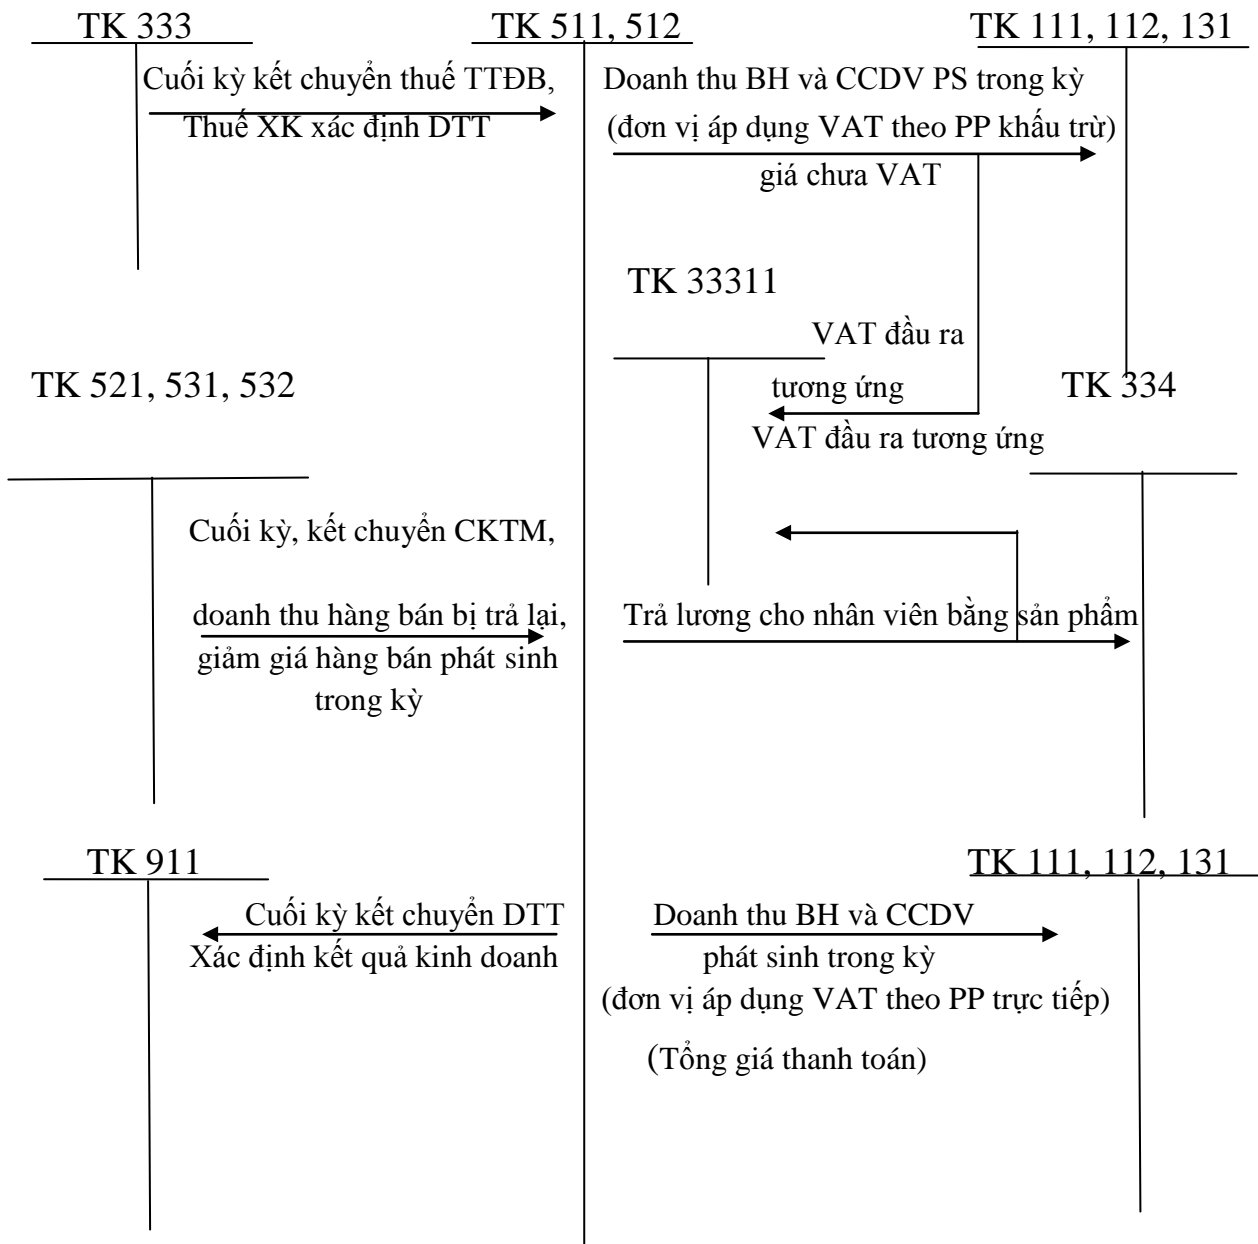 TK 333
TK 511, 512
TK 111, 112, 131
Cuối kỳ kết chuyển thuế TTĐB,
Thuế XK xác định DTT
Doanh thu BH và CCDV PS trong kỳ
(đơn vị áp dụng VAT theo PP khấu trừ)
giá chưa VAT
TK 33311
VAT đầu ra
tương ứng
VAT đầu ra tương ứng
TK 521, 531, 532
TK 334
Cuối kỳ, kết chuyển CKTM,
doanh thu hàng bán bị trả lại,
giảm giá hàng bán phát sinh
trong kỳ
Trả lương cho nhân viên bằng sản phẩm
TK 911
TK 111, 112, 131
Cuối kỳ kết chuyển DTT
Xác định kết quả kinh doanh
Doanh thu BH và CCDV
phát sinh trong kỳ
(đơn vị áp dụng VAT theo PP trực tiếp)
(Tổng giá thanh toán)